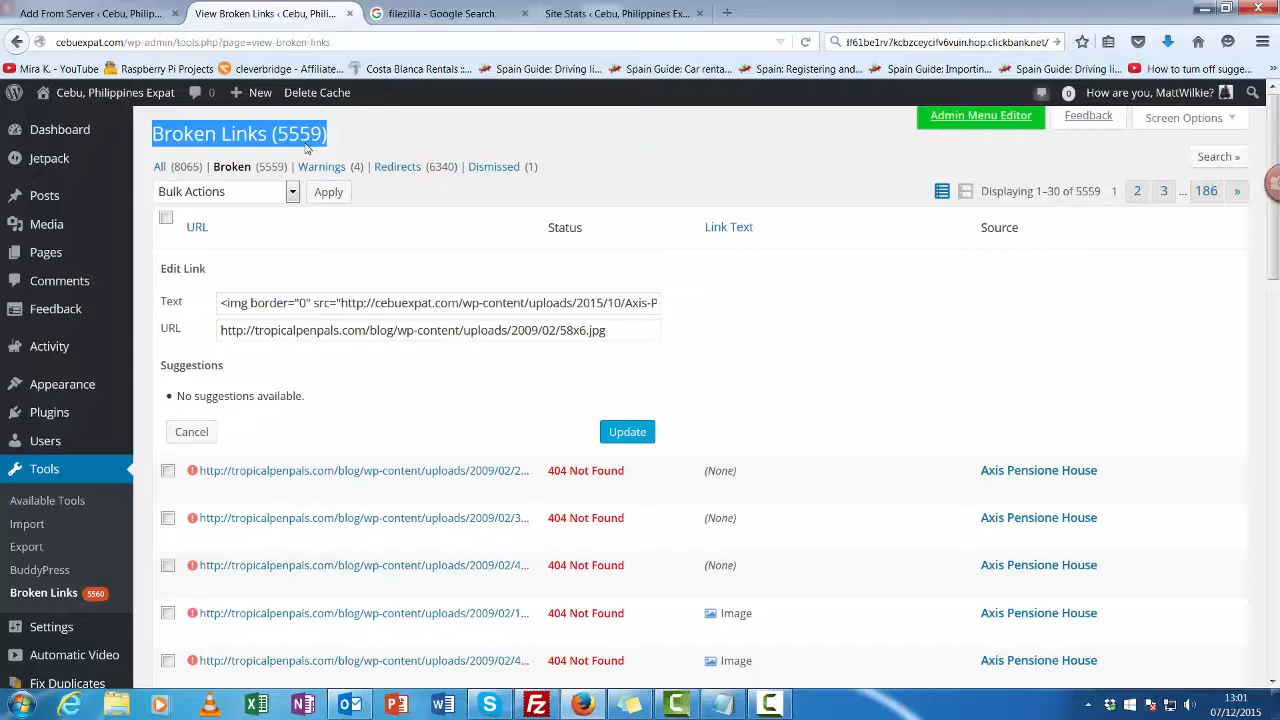 Add From Server ‹ Cebu, Philippi... × View Broken Links ‹ Cebu, Philippi... × filezilla - Google Search × Site Stats ‹ Cebu, Philippines Ex... × +
cebuexpat.com/wp-admin/tools.php?page=view-broken-links
Mira K. - YouTube Raspberry Pi Projects cleverbridge - Affiliate... Costa Blanca Rentals ::... Spain Guide: Driving li... Spain Guide: Car renta... Spain: Registering and... Spain Guide: Importin... Spain Guide: Driving li... How to turn off sugge... »
Cebu, Philippines Expat 0 + New Delete Cache 0 How are you, MattWilkie?
Dashboard
Jetpack
Posts
Media
Pages
Comments
Feedback
Activity
Appearance
Plugins
Users
Tools
Available Tools
Import
Export
BuddyPress
Broken Links 5560
Settings
Automatic Video
Fix Duplicates
Broken Links (5559)
Admin Menu Editor Feedback Screen Options
All (8065) | Broken (5559) | Warnings (4) | Redirects (6340) | Dismissed (1)
Search »
Bulk Actions Apply Displaying 1–30 of 5559 1 2 3 ... 186 »
URL Status Link Text Source
Edit Link
Text <img border="0" src="http://cebuexpat.com/wp-content/uploads/2015/10/Axis-P
URL http://tropicalpenpals.com/blog/wp-content/uploads/2009/02/58x6.jpg
Suggestions
• No suggestions available.
Cancel Update
http://tropicalpenpals.com/blog/wp-content/uploads/2009/02/2... 404 Not Found (None) Axis Pensione House
http://tropicalpenpals.com/blog/wp-content/uploads/2009/02/3... 404 Not Found (None) Axis Pensione House
http://tropicalpenpals.com/blog/wp-content/uploads/2009/02/4... 404 Not Found (None) Axis Pensione House
http://tropicalpenpals.com/blog/wp-content/uploads/2009/02/1... 404 Not Found Image Axis Pensione House
http://tropicalpenpals.com/blog/wp-content/uploads/2009/02/4... 404 Not Found Image Axis Pensione House
13:01
07/12/2015